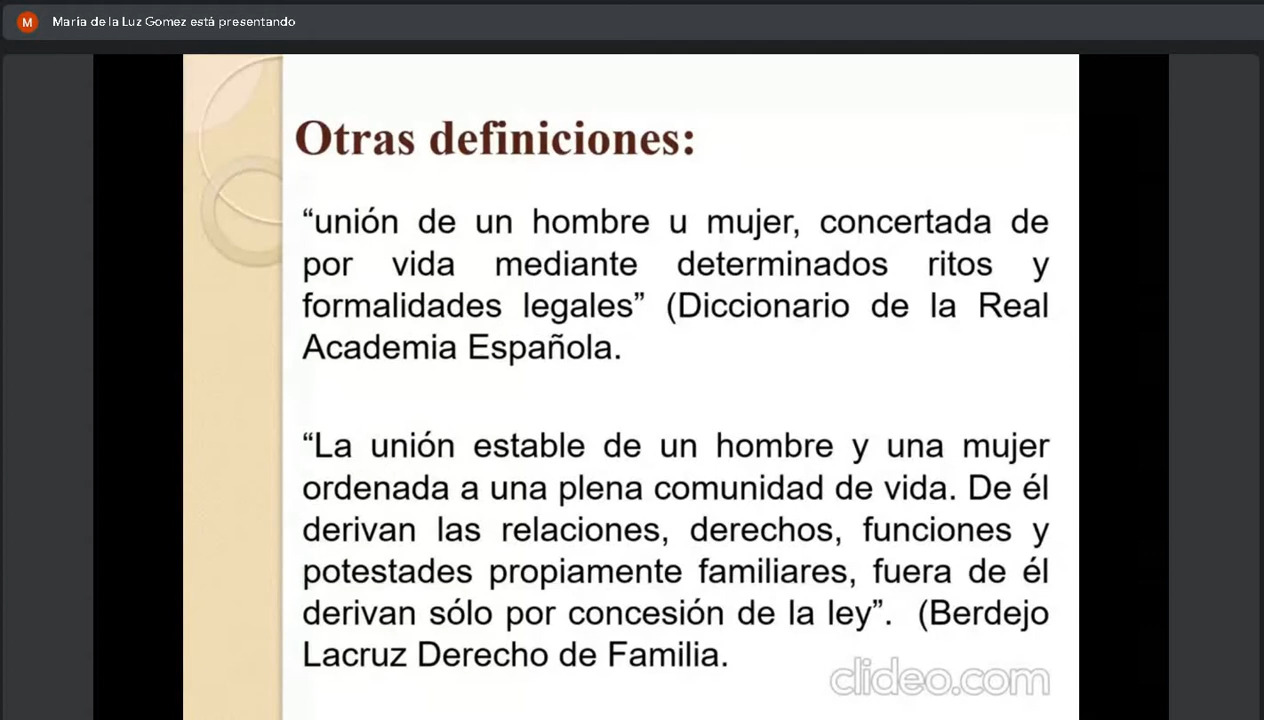 M
Maria de la Luz Gomez está presentando
Otras definiciones:
“unión de un hombre u mujer, concertada de
por vida mediante determinados ritos y
formalidades legales” (Diccionario de la Real
Academia Española.
“La unión estable de un hombre y una mujer
ordenada a una plena comunidad de vida. De él
derivan las relaciones, derechos, funciones y
potestades propiamente familiares, fuera de él
derivan sólo por concesión de la ley”. (Berdejo
Lacruz Derecho de Familia.
clideo.com